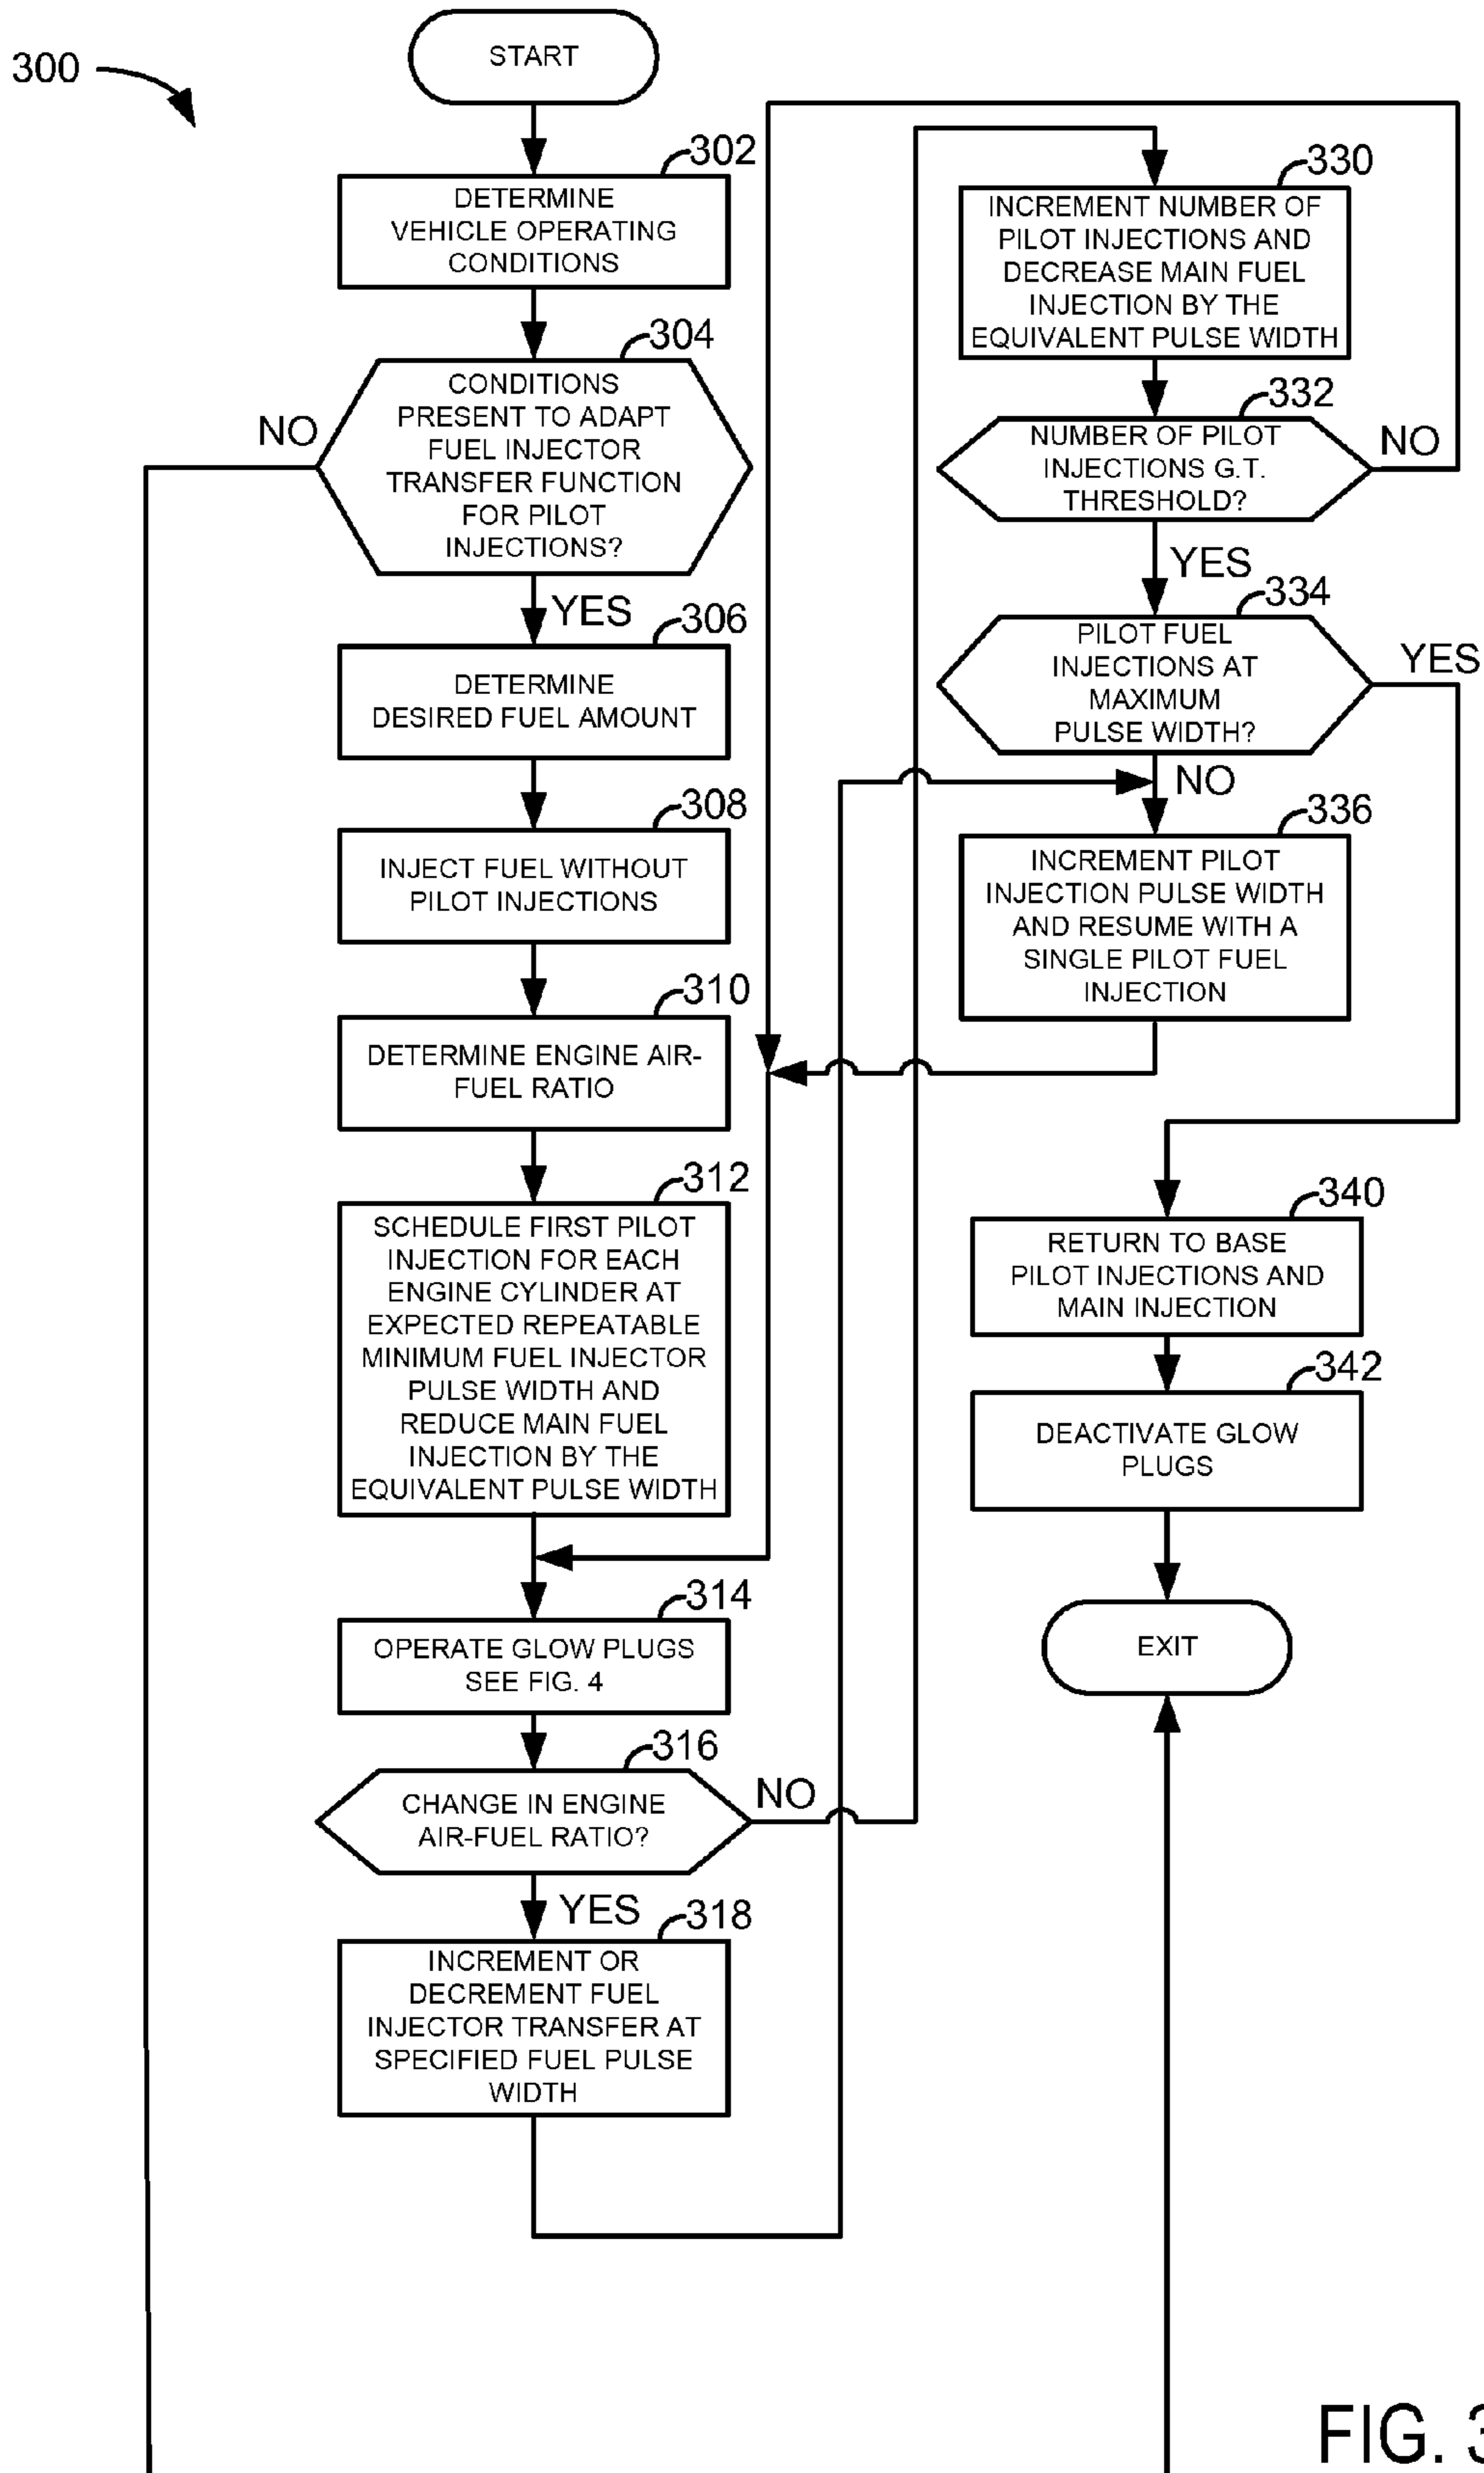 300
START
302
DETERMINE
VEHICLE OPERATING
CONDITIONS
304
CONDITIONS
PRESENT TO ADAPT
FUEL INJECTOR
TRANSFER FUNCTION
FOR PILOT
INJECTIONS?
NO
YES
306
DETERMINE
DESIRED FUEL AMOUNT
308
INJECT FUEL WITHOUT
PILOT INJECTIONS
310
DETERMINE ENGINE AIR-
FUEL RATIO
312
SCHEDULE FIRST PILOT
INJECTION FOR EACH
ENGINE CYLINDER AT
EXPECTED REPEATABLE
MINIMUM FUEL INJECTOR
PULSE WIDTH AND
REDUCE MAIN FUEL
INJECTION BY THE
EQUIVALENT PULSE WIDTH
314
OPERATE GLOW PLUGS
SEE FIG. 4
316
CHANGE IN ENGINE
AIR-FUEL RATIO?
NO
YES
318
INCREMENT OR
DECREMENT FUEL
INJECTOR TRANSFER AT
SPECIFIED FUEL PULSE
WIDTH
330
INCREMENT NUMBER OF
PILOT INJECTIONS AND
DECREASE MAIN FUEL
INJECTION BY THE
EQUIVALENT PULSE WIDTH
332
NUMBER OF PILOT
INJECTIONS G.T.
THRESHOLD?
NO
YES
334
PILOT FUEL
INJECTIONS AT
MAXIMUM
PULSE WIDTH?
YES
NO
336
INCREMENT PILOT
INJECTION PULSE WIDTH
AND RESUME WITH A
SINGLE PILOT FUEL
INJECTION
340
RETURN TO BASE
PILOT INJECTIONS AND
MAIN INJECTION
342
DEACTIVATE GLOW
PLUGS
EXIT
FIG. 3